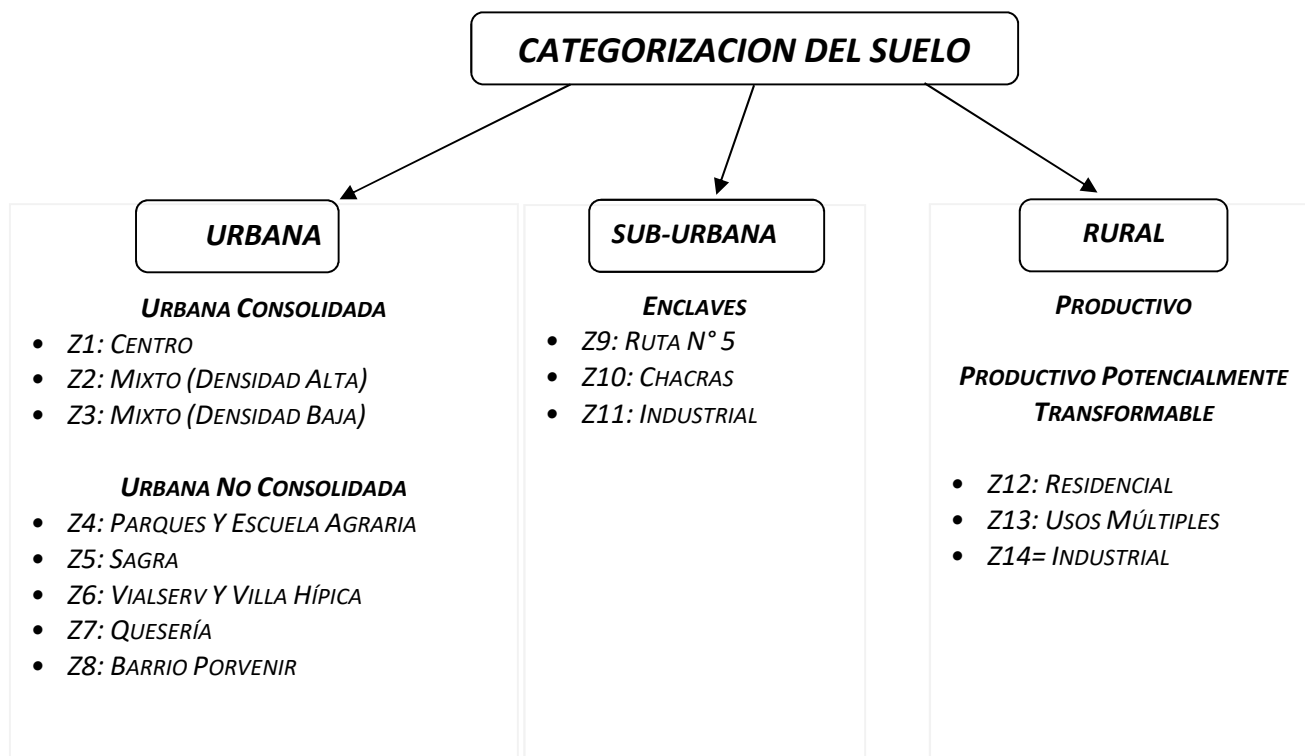 CATEGORIZACION DEL SUELO
URBANA
URBANA CONSOLIDADA
• Z1: CENTRO
• Z2: MIXTO (DENSIDAD ALTA)
• Z3: MIXTO (DENSIDAD BAJA)
URBANA NO CONSOLIDADA
• Z4: PARQUES Y ESCUELA AGRARIA
• Z5: SAGRA
• Z6: VIALSERV Y VILLA HÍPICA
• Z7: QUESERÍA
• Z8: BARRIO PORVENIR
SUB-URBANA
ENCLAVES
• Z9: RUTA N° 5
• Z10: CHACRAS
• Z11: INDUSTRIAL
RURAL
PRODUCTIVO
PRODUCTIVO POTENCIALMENTE
TRANSFORMABLE
• Z12: RESIDENCIAL
• Z13: USOS MÚLTIPLES
• Z14= INDUSTRIAL